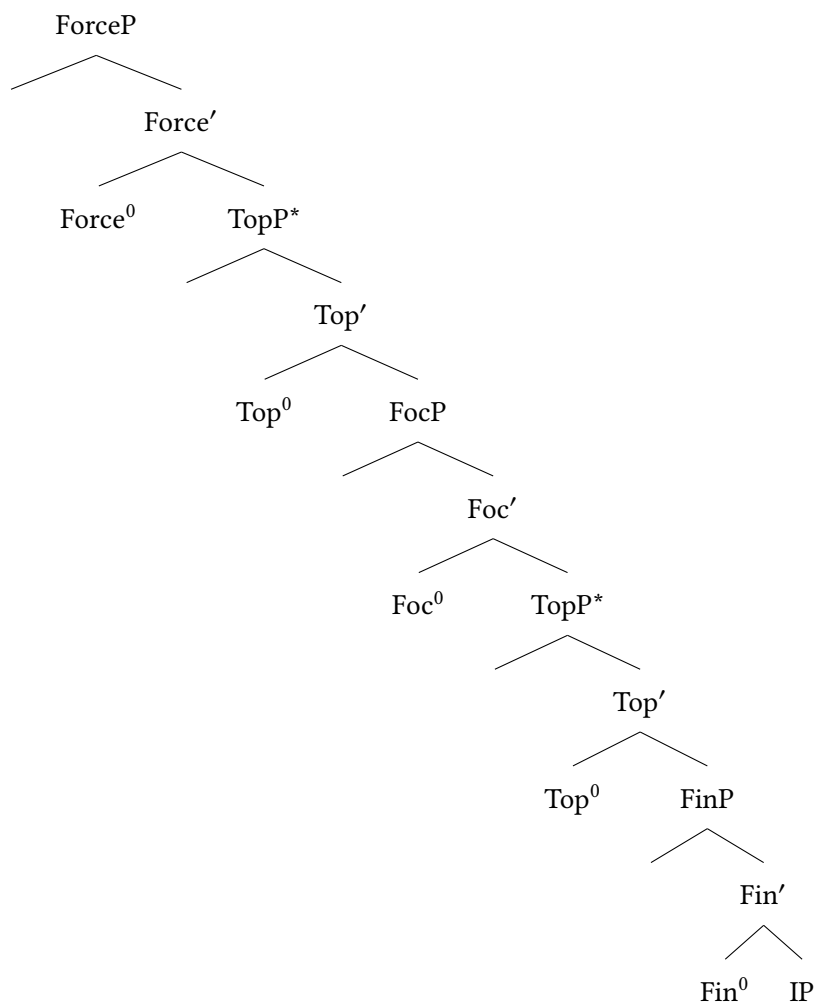 ForceP
Force′
Force⁰ TopP*
Top′
Top⁰ FocP
Foc′
Foc⁰ TopP*
Top′
Top⁰ FinP
Fin′
Fin⁰ IP